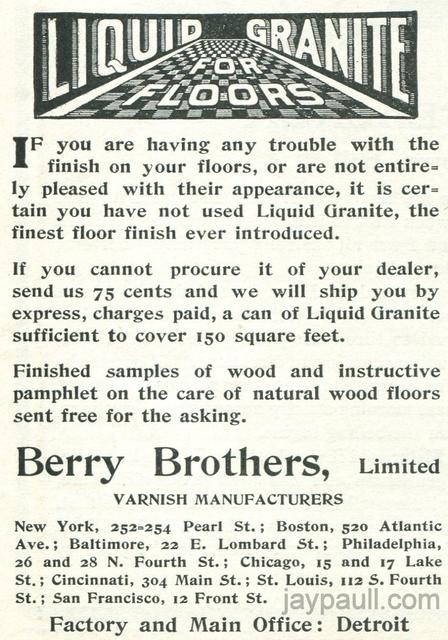 LIQUID GRANITE
FOR
FLOORS
IF you are having any trouble with the
finish on your floors, or are not entire=
ly pleased with their appearance, it is cer=
tain you have not used Liquid Granite, the
finest floor finish ever introduced.
If you cannot procure it of your dealer,
send us 75 cents and we will ship you by
express, charges paid, a can of Liquid Granite
sufficient to cover 150 square feet.
Finished samples of wood and instructive
pamphlet on the care of natural wood floors
sent free for the asking.
Berry Brothers, Limited
VARNISH MANUFACTURERS
New York, 252=254 Pearl St.; Boston, 520 Atlantic
Ave.; Baltimore, 22 E. Lombard St.; Philadelphia,
26 and 28 N. Fourth St.; Chicago, 15 and 17 Lake
St.; Cincinnati, 304 Main St.; St. Louis, 112 S. Fourth
St.; San Francisco, 12 Front St.
jaypaull.com
Factory and Main Office: Detroit